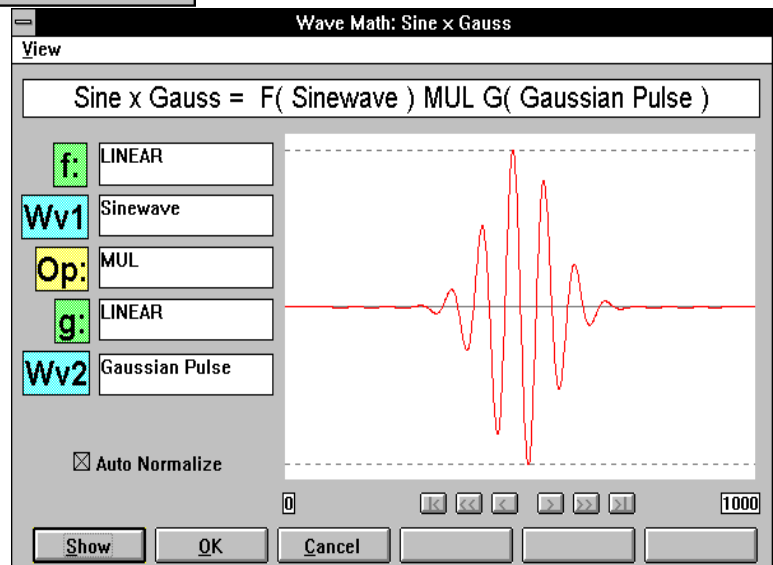 Wave Math: Sine x Gauss
View
Sine x Gauss = F( Sinewave ) MUL G( Gaussian Pulse )
f: LINEAR
Wv1 Sinewave
Op: MUL
g: LINEAR
Wv2 Gaussian Pulse
Auto Normalize
0 |< << < > >> >| 1000
Show OK Cancel